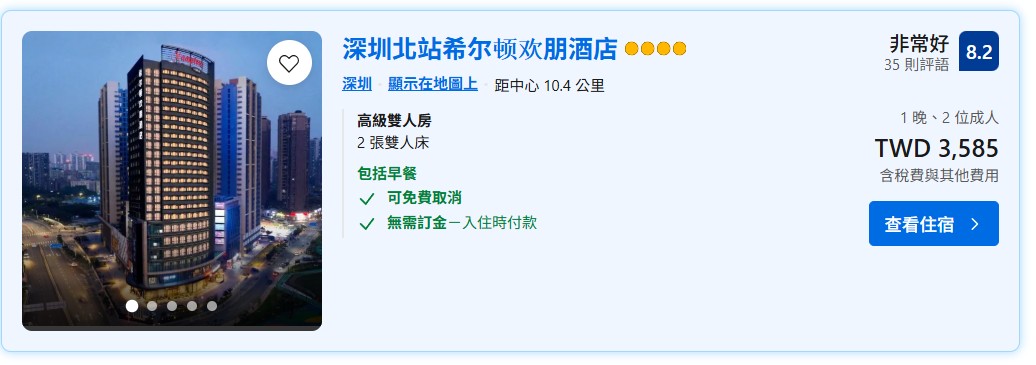 深圳北站希尔顿欢朋酒店
深圳 · 顯示在地圖上 · 距中心 10.4 公里
高級雙人房
2 張雙人床
包括早餐
可免費取消
無需訂金－入住時付款
非常好
35 則評語
8.2
1 晚、2 位成人
TWD 3,585
含稅費與其他費用
查看住宿